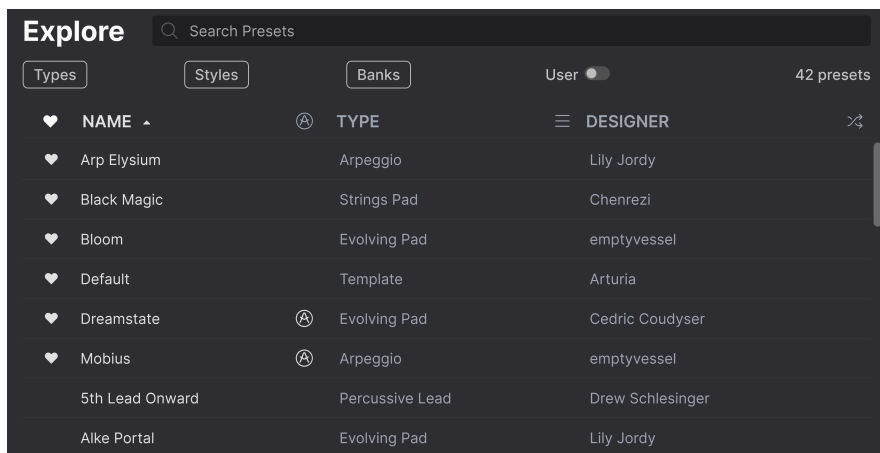 Explore Search Presets
Types Styles Banks User 42 presets
NAME TYPE DESIGNER
Arp Elysium Arpeggio Lily Jordy
Black Magic Strings Pad Chenrezi
Bloom Evolving Pad emptyvessel
Default Template Arturia
Dreamstate Evolving Pad Cedric Coudyser
Mobius Arpeggio emptyvessel
5th Lead Onward Percussive Lead Drew Schlesinger
Alke Portal Evolving Pad Lily Jordy